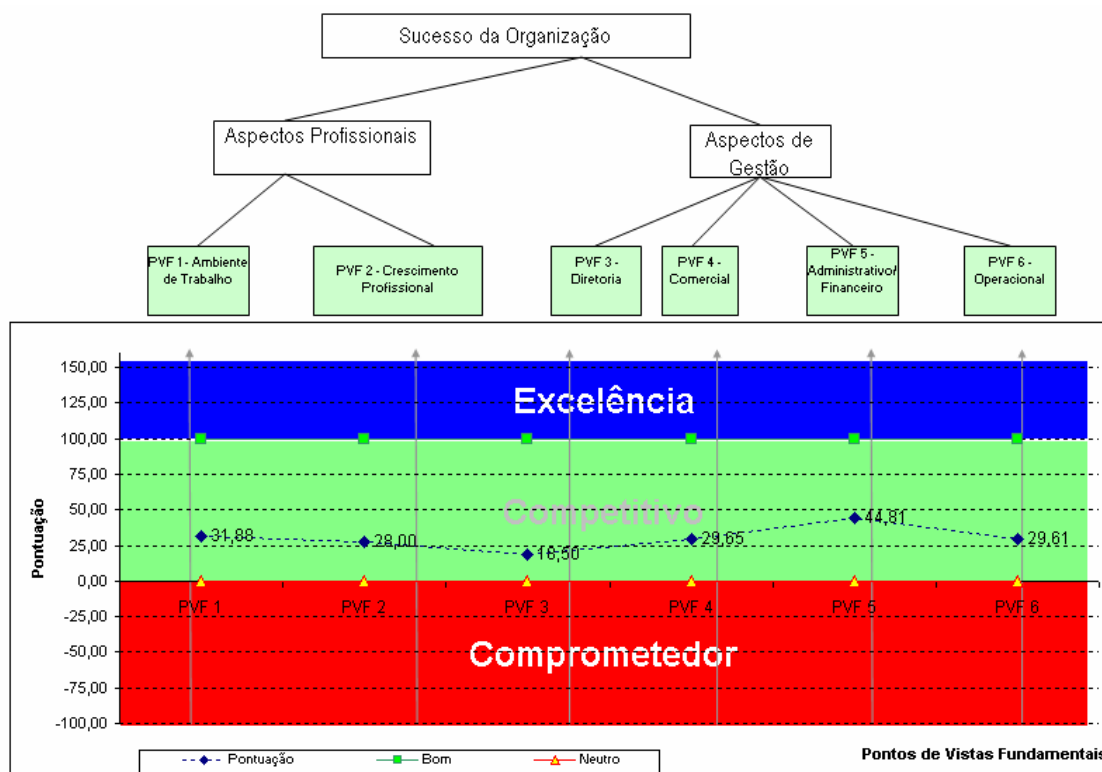 Sucesso da Organização
Aspectos Profissionais
Aspectos de
Gestão
PVF 1 - Ambiente
de Trabalho
PVF 2 - Crescimento
Profissional
PVF 3 -
Diretoria
PVF 4 -
Comercial
PVF 5 -
Administrativo/
Financeiro
PVF 6 -
Operacional
150,00
125,00
100,00
75,00
50,00
25,00
0,00
-25,00
-50,00
-75,00
-100,00
Pontuação
Excelência
Competitivo
31,88
28,00
18,50
29,65
44,81
29,61
PVF 1
PVF 2
PVF 3
PVF 4
PVF 5
PVF 6
Comprometedor
Pontuação
Bom
Neutro
Pontos de Vistas Fundamentais